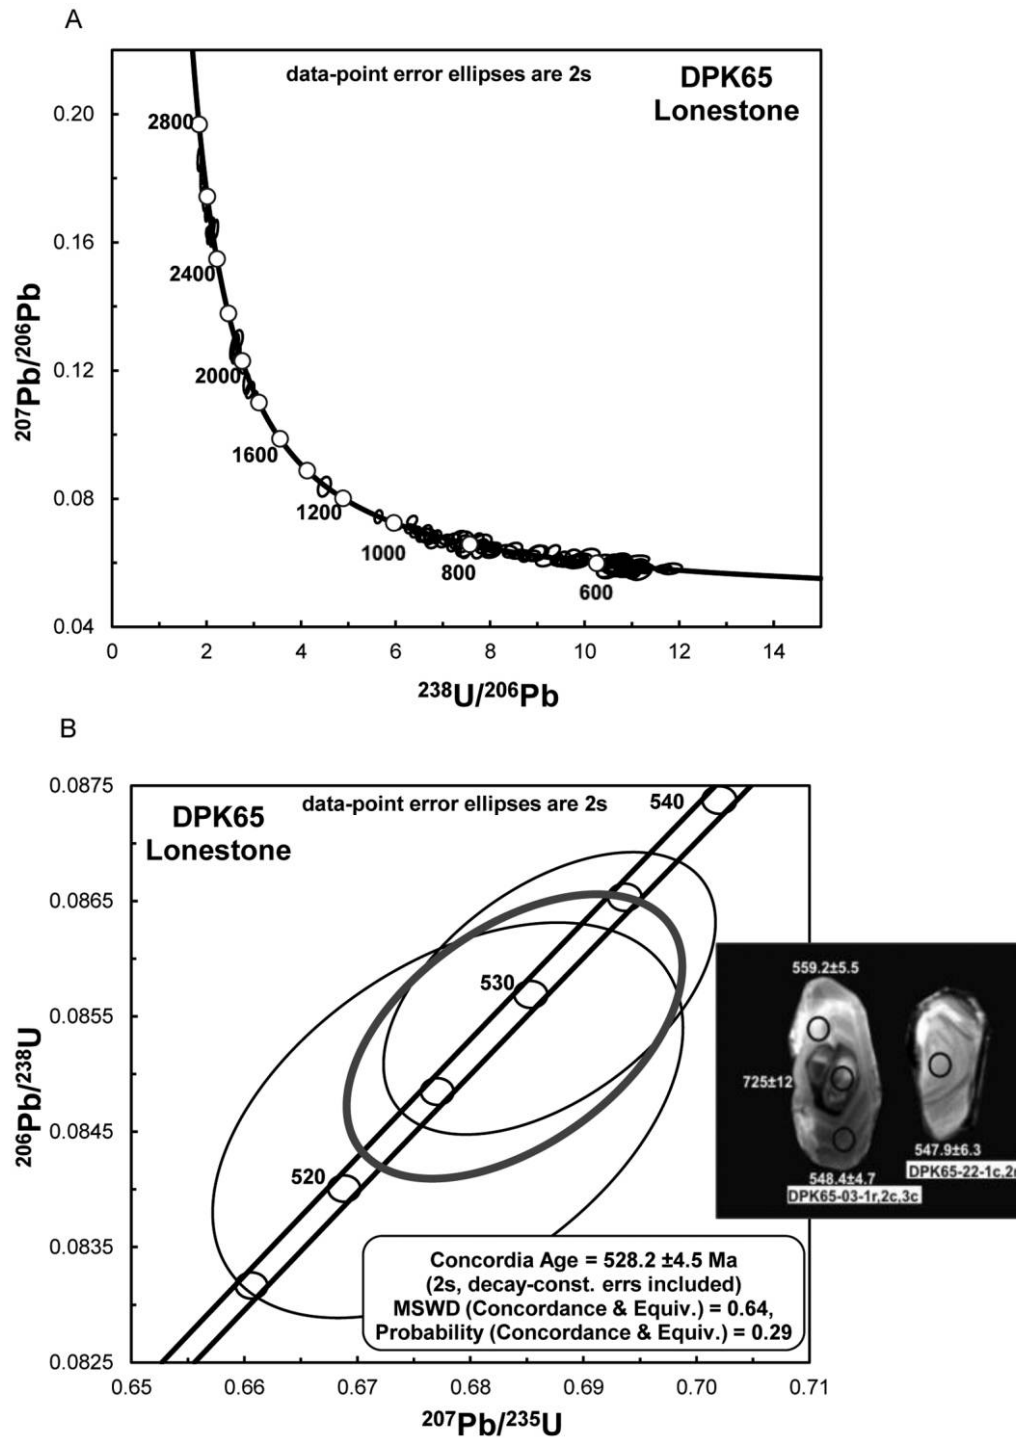 A
data-point error ellipses are 2s
DPK65
Lonestone
0.20
0.16
0.12
0.08
0.04
207Pb/206Pb
2800
2400
2000
1600
1200
1000
800
600
0 2 4 6 8 10 12 14
238U/206Pb
B
DPK65
Lonestone
data-point error ellipses are 2s
0.0875
0.0865
0.0855
0.0845
0.0835
0.0825
206Pb/238U
540
530
520
559.2±5.5
725±12
548.4±4.7
DPK65-03-1r,2c,3c
547.9±6.3
Concordia Age = 528.2 ±4.5 Ma
(2s, decay-const. errs included)
MSWD (Concordance & Equiv.) = 0.64,
Probability (Concordance & Equiv.) = 0.29
0.65 0.66 0.67 0.68 0.69 0.70 0.71
207Pb/235U